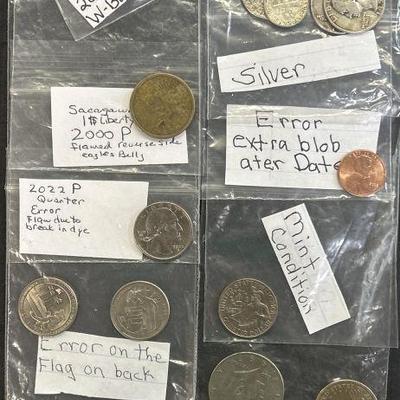 20
W-B
Sacagawea
1$ Liberty
2000 P
flawed reverse side
eagles Belly
2022 P
Quarter
Error
Flaw due to
break in dye
Error on the
Flag on back
Silver
Error
extra blob
ater Date
Mint
Condition